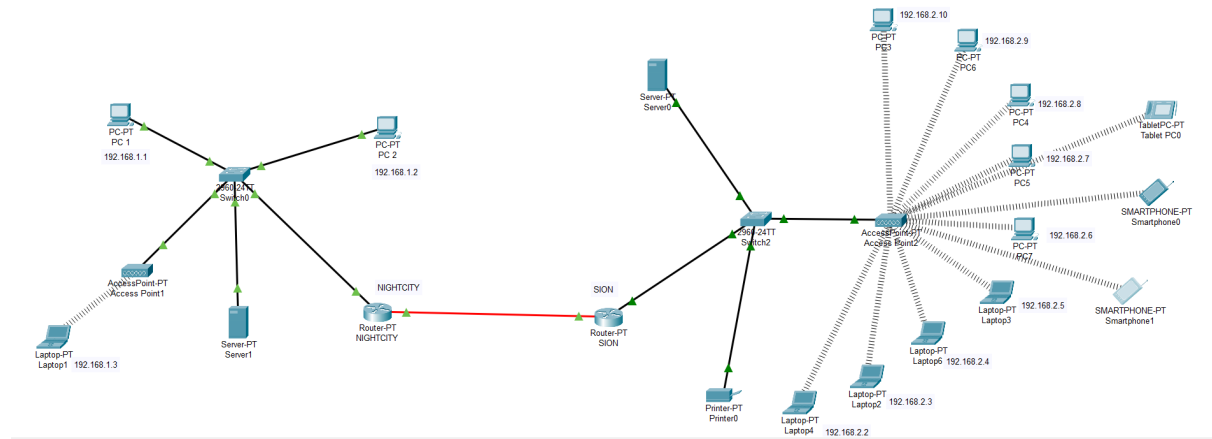 192.168.2.10
PC-PT
PC3
192.168.2.9
PC-PT
PC6
Server-PT
Server0
192.168.2.8
PC-PT
PC4
TabletPC-PT
Tablet PC0
PC-PT
PC 1
192.168.1.1
PC-PT
PC 2
192.168.1.2
192.168.2.7
PC-PT
PC5
2960-24TT
Switch0
SMARTPHONE-PT
Smartphone0
2960-24TT
Switch2
AccessPoint-PT
Access Point2
192.168.2.6
PC-PT
PC7
AccessPoint-PT
Access Point1
NIGHTCITY
Router-PT
NIGHTCITY
SION
Router-PT
SION
192.168.2.5
Laptop-PT
Laptop3
SMARTPHONE-PT
Smartphone1
Server-PT
Server1
Laptop-PT
Laptop1
192.168.1.3
Laptop-PT
Laptop6
192.168.2.4
Laptop-PT
Laptop2
192.168.2.3
Printer-PT
Printer0
Laptop-PT
Laptop4
192.168.2.2